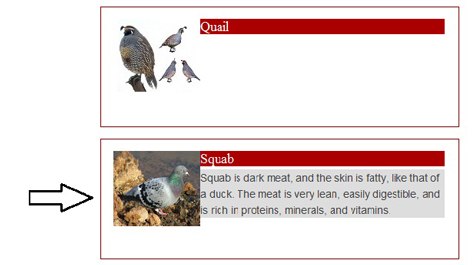 Quail
Squab
Squab is dark meat, and the skin is fatty, like that of
a duck. The meat is very lean, easily digestible, and
is rich in proteins, minerals, and vitamins.